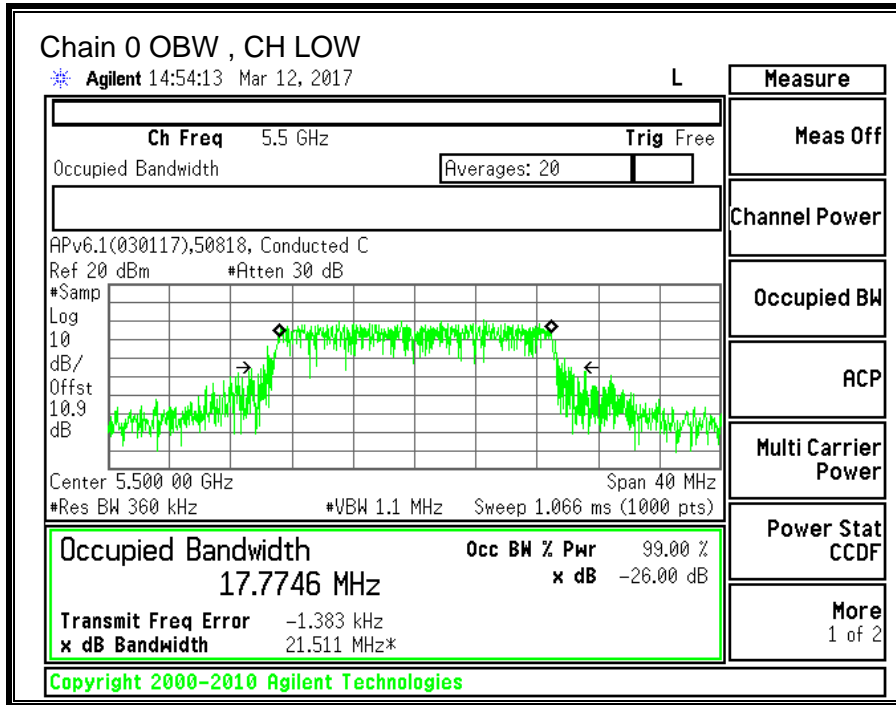 Chain 0 OBW , CH LOW
Agilent 14:54:13 Mar 12, 2017 L
Ch Freq 5.5 GHz Trig Free
Occupied Bandwidth Averages: 20
APv6.1(030117),50818, Conducted C
Ref 20 dBm #Atten 30 dB
#Samp
Log
10
dB/
Offst
10.9
dB
Center 5.500 00 GHz Span 40 MHz
#Res BW 360 kHz #VBW 1.1 MHz Sweep 1.066 ms (1000 pts)
Occupied Bandwidth Occ BW % Pwr 99.00 %
17.7746 MHz x dB -26.00 dB
Transmit Freq Error -1.383 kHz
x dB Bandwidth 21.511 MHz*
Copyright 2000-2010 Agilent Technologies
Measure
Meas Off
Channel Power
Occupied BW
ACP
Multi Carrier
Power
Power Stat
CCDF
More
1 of 2